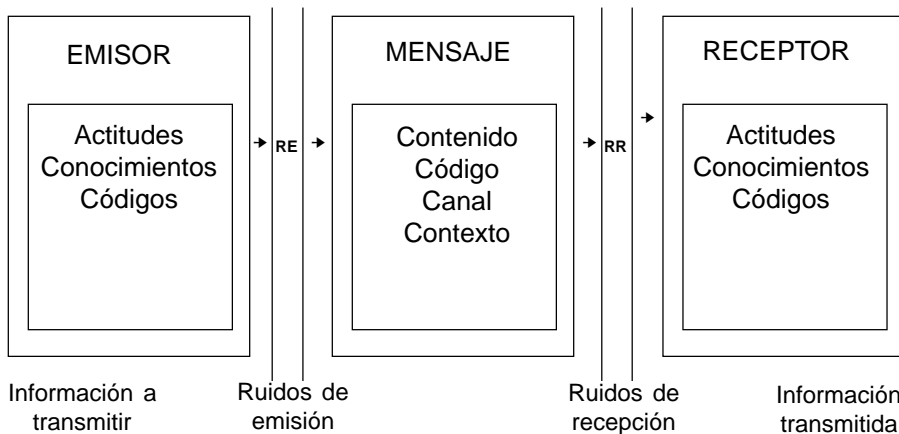 EMISOR
Actitudes
Conocimientos
Códigos
RE
MENSAJE
Contenido
Código
Canal
Contexto
RR
RECEPTOR
Actitudes
Conocimientos
Códigos
Información a
transmitir
Ruidos de
emisión
Ruidos de
recepción
Información
transmitida